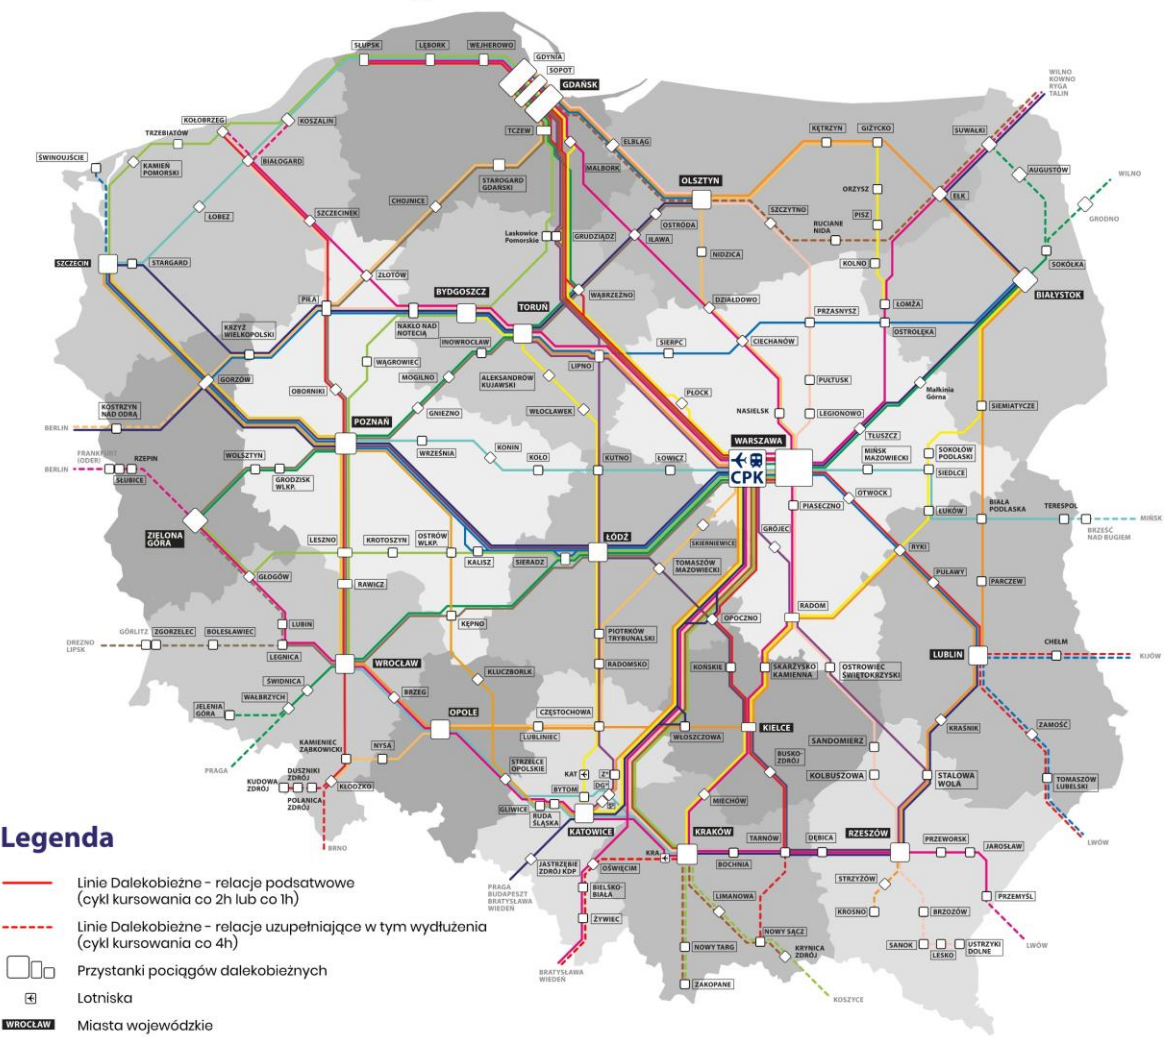 SŁUPSK
LĘBORK
WEJHEROWO
GDYNIA
SOPOT
GDAŃSK
WILNO
KOWNO
RYGA
TALIN
KOŁOBRZEG
KOSZALIN
TRZEBIATÓW
TCZEW
ELBLĄG
KĘTRZYN
GIŻYCKO
SUWAŁKI
ŚWINOUJŚCIE
KAMIEŃ
POMORSKI
BIAŁOGARD
STAROGARD
GDAŃSKI
MALBORK
OLSZTYN
AUGUSTÓW
WILNO
ŁOBEZ
SZCZECINEK
CHOJNICE
ORZYSZ
EŁK
GRODNO
SZCZYTNO
PISZ
RUCIANE
NIDA
OSTRÓDA
Laskowice
Pomorskie
GRUDZIĄDZ
IŁAWA
NIDZICA
SZCZECIN
STARGARD
KOLNO
SOKÓŁKA
ZŁOTÓW
BYDGOSZCZ
WĄBRZEŹNO
BIAŁYSTOK
PIŁA
TORUŃ
DZIAŁDOWO
ŁOMŻA
PRZASNYSZ
KRZYŻ
WIELKOPOLSKI
NAKŁO NAD
NOTECIĄ
INOWROCŁAW
SIERPC
CIECHANÓW
OSTROŁĘKA
WĄGROWIEC
LIPNO
GORZÓW
MOGILNO
ALEKSANDRÓW
KUJAWSKI
OBORNIKI
PŁOCK
PUŁTUSK
Małkinia
Górna
KOSTRZYN
NAD ODRĄ
GNIEZNO
WŁOCŁAWEK
NASIELSK
LEGIONOWO
SIEMIATYCZE
BERLIN
POZNAŃ
WARSZAWA
TŁUSZCZ
FRANKFURT
(ODER)
RZEPIN
WOLSZTYN
WRZEŚNIA
KONIN
KOŁO
KUTNO
ŁOWICZ
CPK
MIŃSK
MAZOWIECKI
SOKOŁÓW
PODLASKI
SIEDLCE
BERLIN
SŁUBICE
GRODZISK
WLKP.
OTWOCK
PIASECZNO
ŁUKÓW
BIAŁA
PODLASKA
TERESPOL
MIŃSK
BRZEŚĆ
NAD BUGIEM
ZIELONA
GÓRA
LESZNO
KROTOSZYN
OSTRÓW
WLKP.
KALISZ
SIERADZ
ŁÓDŹ
SKIERNIEWICE
GRÓJEC
RYKI
GŁOGÓW
RAWICZ
TOMASZÓW
MAZOWIECKI
PUŁAWY
PARCZEW
LUBIN
KĘPNO
OPOCZNO
RADOM
GÖRLITZ
ZGORZELEC
BOLESŁAWIEC
DREZNO
LIPSK
LEGNICA
PIOTRKÓW
TRYBUNALSKI
CHEŁM
WROCŁAW
RADOMSKO
KOŃSKIE
SKARŻYSKO
KAMIENNA
OSTROWIEC
ŚWIĘTOKRZYSKI
LUBLIN
KIJÓW
ŚWIDNICA
KLUCZBORLK
WAŁBRZYCH
BRZEG
JELENIA
GÓRA
OPOLE
CZĘSTOCHOWA
LUBLINIEC
WŁOSZCZOWA
KIELCE
KRAŚNIK
ZAMOŚĆ
KAMIENIEC
ZĄBKOWICKI
NYSA
SANDOMIERZ
PRAGA
STRZELCE
OPOLSKIE
BUSKO-
ZDRÓJ
KOLBUSZOWA
STALOWA
WOLA
TOMASZÓW
LUBELSKI
KUDOWA
ZDRÓJ
DUSZNIKI
ZDRÓJ
POLANICA
ZDRÓJ
KŁODZKO
KAT
BYTOM
GLIWICE
RUDA
ŚLĄSKA
MIECHÓW
KATOWICE
KRAKÓW
TARNÓW
DĘBICA
RZESZÓW
PRZEWORSK
JAROSŁAW
LWÓW
BRNO
KRA
BOCHNIA
JASTRZĘBIE
ZDRÓJ KDP
OŚWIĘCIM
PRAGA
BUDAPESZT
BRATYSŁAWA
WIEDEŃ
BIELSKO-
BIAŁA
LIMANOWA
STRZYŻÓW
PRZEMYŚL
KROSNO
BRZOZÓW
ŻYWIEC
NOWY TARG
NOWY SĄCZ
KRYNICA
ZDRÓJ
SANOK
LESKO
USTRZYKI
DOLNE
LWÓW
BRATYSŁAWA
WIEDEŃ
ZAKOPANE
KOSZYCE
Legenda
Linie Dalekobieżne - relacje podsatwowe
(cykl kursowania co 2h lub co 1h)
Linie Dalekobieżne - relacje uzupełniające w tym wydłużenia
(cykl kursowania co 4h)
Przystanki pociągów dalekobieżnych
Lotniska
WROCŁAW
Miasta wojewódzkie